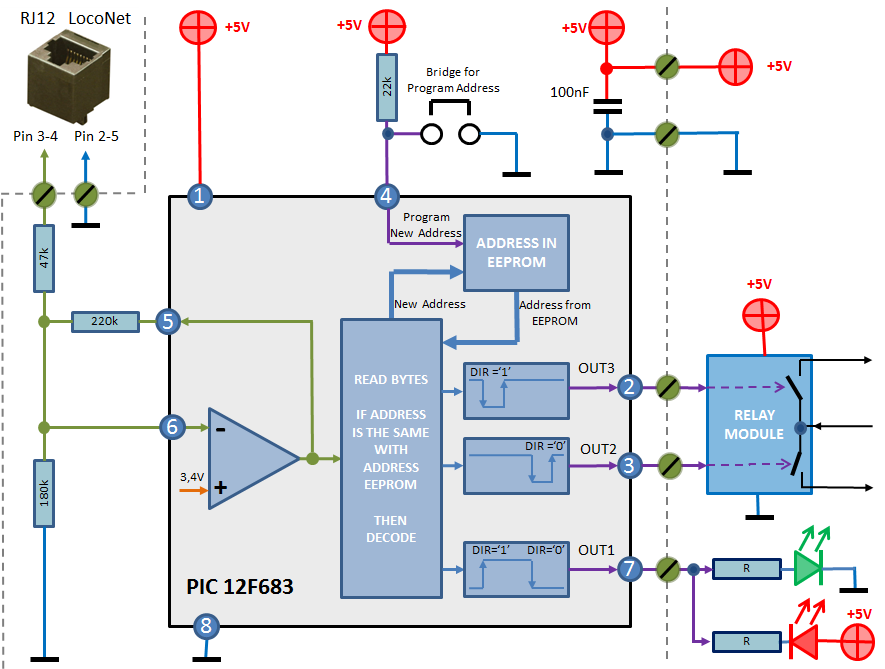 RJ12 LocoNet
Pin 3-4 Pin 2-5
+5V
+5V
+5V
+5V
22k
Bridge for
Program Address
100nF
1
4
47k
220k
5
6
180k
Program
New Address
ADDRESS IN
EEPROM
New Address
Address from
EEPROM
READ BYTES
IF ADDRESS
IS THE SAME
WITH
ADDRESS
EEPROM
THEN
DECODE
-
3,4V
+
DIR ='1'
OUT3
2
DIR ='0'
OUT2
3
DIR='1' DIR='0'
OUT1
7
+5V
RELAY
MODULE
PIC 12F683
8
R
R
+5V